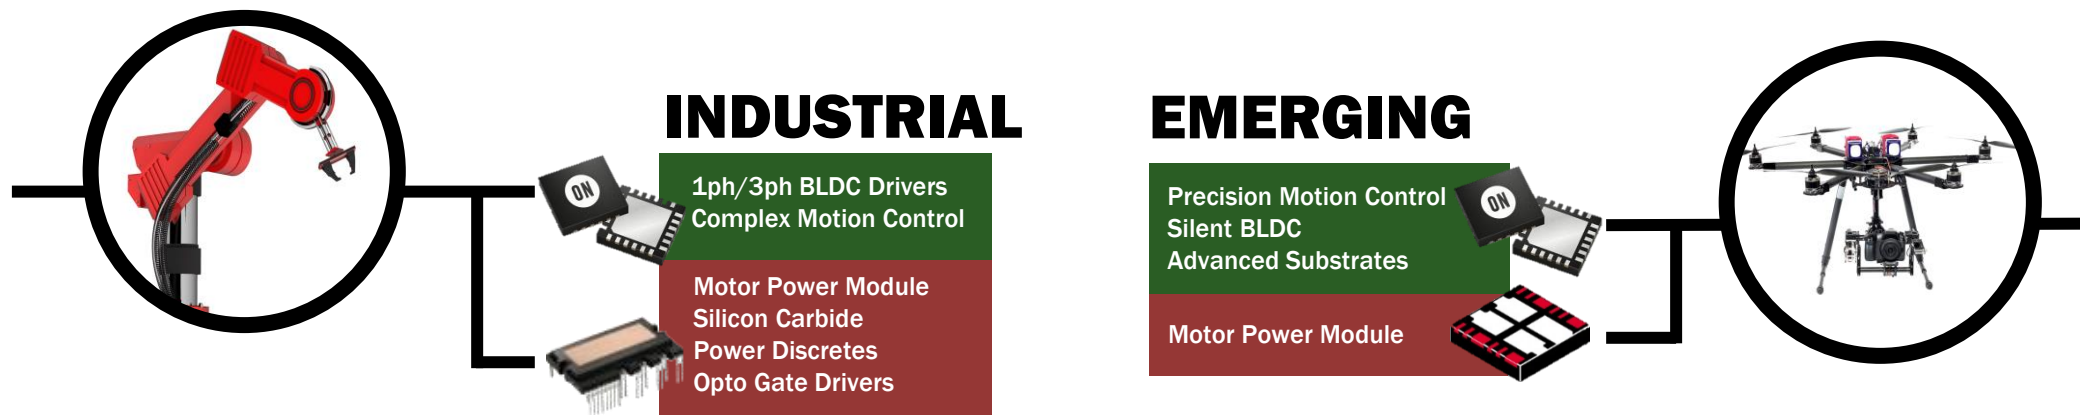 INDUSTRIAL
ON
1ph/3ph BLDC Drivers
Complex Motion Control
Motor Power Module
Silicon Carbide
Power Discretes
Opto Gate Drivers
EMERGING
Precision Motion Control
Silent BLDC
Advanced Substrates
ON
Motor Power Module